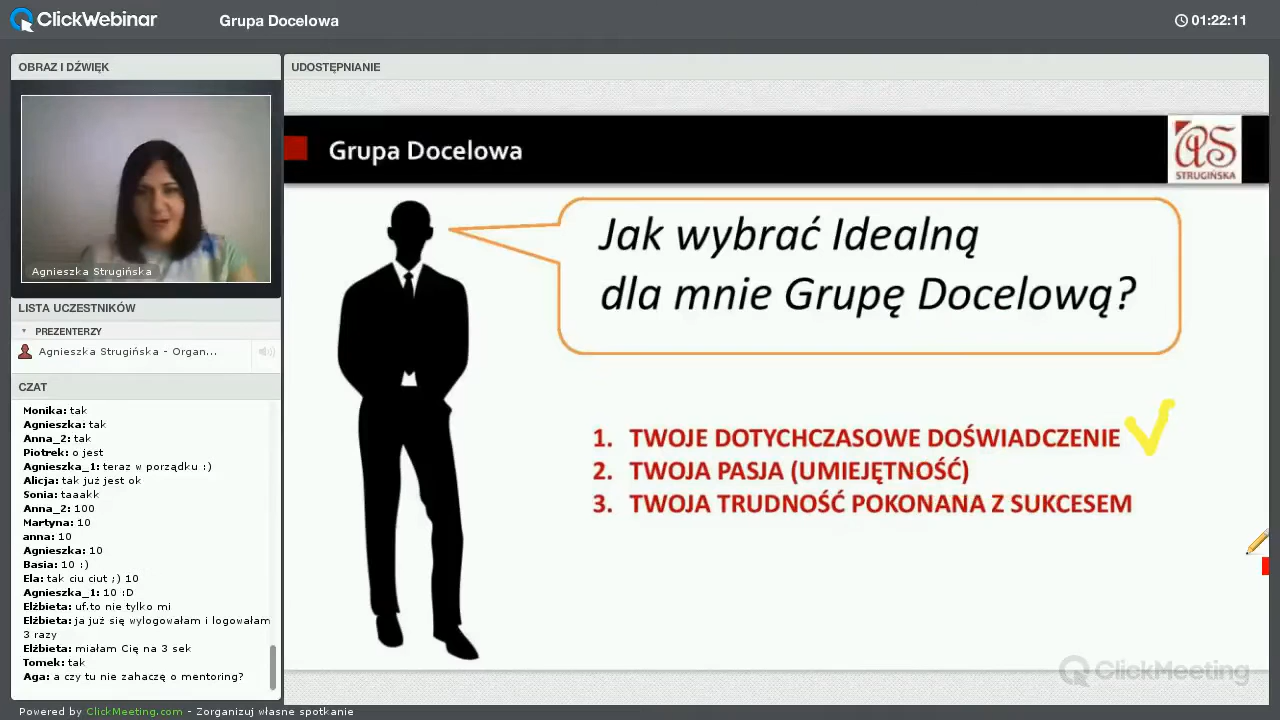 ClickWebinar
Grupa Docelowa
01:22:11
OBRAZ I DŹWIĘK
Agnieszka Strugińska
LISTA UCZESTNIKÓW
PREZENTERZY
Agnieszka Strugińska - Organ...
CZAT
Monika: tak
Agnieszka: tak
Anna_2: tak
Piotrek: o jest
Agnieszka_1: teraz w porządku :)
Alicja: tak już jest ok
Sonia: taaakk
Anna_2: 100
Martyna: 10
anna: 10
Agnieszka: 10
Basia: 10 :)
Ela: tak ciu ciut ;) 10
Agnieszka_1: 10 :D
Elżbieta: uf.to nie tylko mi
Elżbieta: ja już się wylogowałam i logowałam
3 razy
Elżbieta: miałam Cię na 3 sek
Tomek: tak
Aga: a czy tu nie zahaczę o mentoring?
UDOSTĘPNIANIE
Grupa Docelowa
aS
STRUGIŃSKA
Jak wybrać Idealną
dla mnie Grupę Docelową?
1. TWOJE DOTYCHCZASOWE DOŚWIADCZENIE
2. TWOJA PASJA (UMIEJĘTNOŚĆ)
3. TWOJA TRUDNOŚĆ POKONANA Z SUKCESEM
ClickMeeting
Powered by ClickMeeting.com - Zorganizuj własne spotkanie